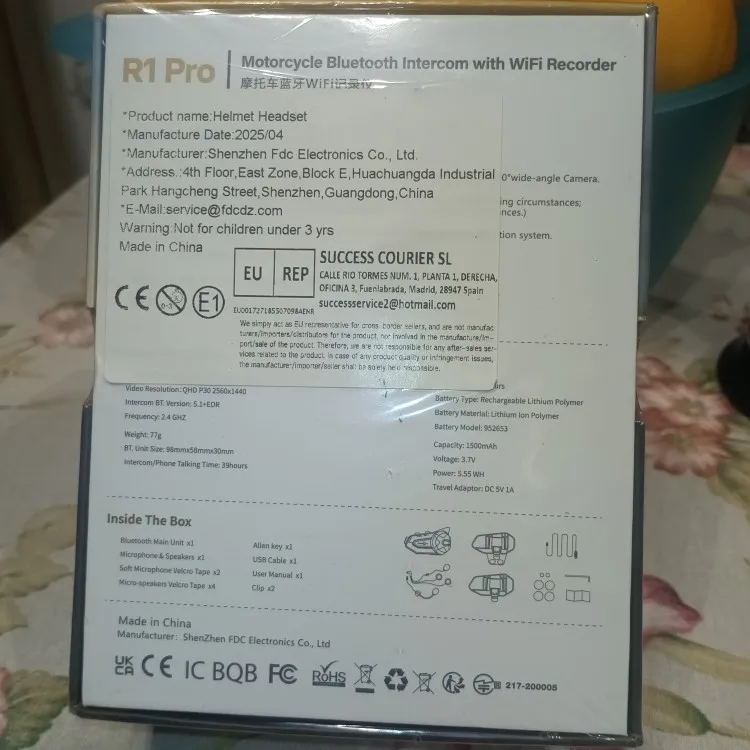 R1 Pro
Motorcycle Bluetooth Intercom with WiFi Recorder
摩托车蓝牙WiFi记录仪
*Product name:Helmet Headset
*Manufacture Date:2025/04
*Manufacturer:Shenzhen Fdc Electronics Co., Ltd.
*Address.:4th Floor,East Zone,Block E,Huachuangda Industrial
Park Hangcheng Street,Shenzhen,Guangdong,China
*E-Mail:service@fdcdz.com
Warning:Not for children under 3 yrs
Made in China
0°wide-angle Camera.
ing circumstances;
nces.)
tion system.
CE 0-3 E1
EU REP
SUCCESS COURIER SL
CALLE RIO TORMES NUM. 1, PLANTA 1, DERECHA,
OFICINA 3, Fuenlabrada, Madrid, 28947 Spain
successservice2@hotmail.com
We simply act as EU representative for cross-border sellers, and are not manufac-
turers/importers/distributors for the product, nor involved in the manufacture/im-
port/sale of the product. Therefore, we are not responsible for any after-sales ser-
vices related to the product. In case of any product quality or infringement issues,
the manufacturer/importer/seller shall be solely held responsible.
Video Resolution: QHD P30 2560x1440
Intercom BT. Version: 5.1+EDR
Frequency: 2.4 GHZ
Weight: 77g
BT. Unit Size: 98mmx58mmx30mm
Intercom/Phone Talking Time: 39hours
urs
Battery Type: Rechargeable Lithium Polymer
Battery Material: Lithium Ion Polymer
Battery Model: 952653
Capacity: 1500mAh
Voltage: 3.7V
Power: 5.55 WH
Travel Adaptor: DC 5V 1A
Inside The Box
Bluetooth Main Unit x1
Microphone & Speakers x1
Soft Microphone Velcro Tape x2
Micro-speakers Velcro Tape x4
Allen key x1
USB Cable x1
User Manual x1
Clip x2
Made in China
Manufacturer: ShenZhen FDC Electronics Co., Ltd
UK CA CE IC BQB FC RoHS 217-200005